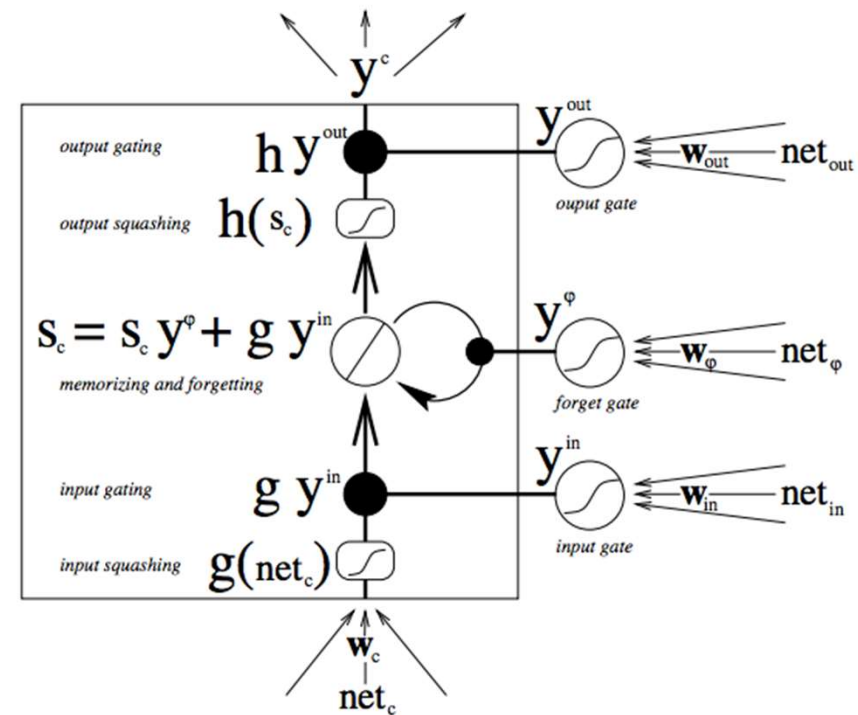 y^c
y^out
output gating h y^out w_out net_out
ouput gate
output squashing h(s_c)
y^φ
s_c = s_c y^φ + g y^in w_φ net_φ
memorizing and forgetting
forget gate
y^in
input gating g y^in w_in net_in
input gate
input squashing g(net_c)
w_c
net_c